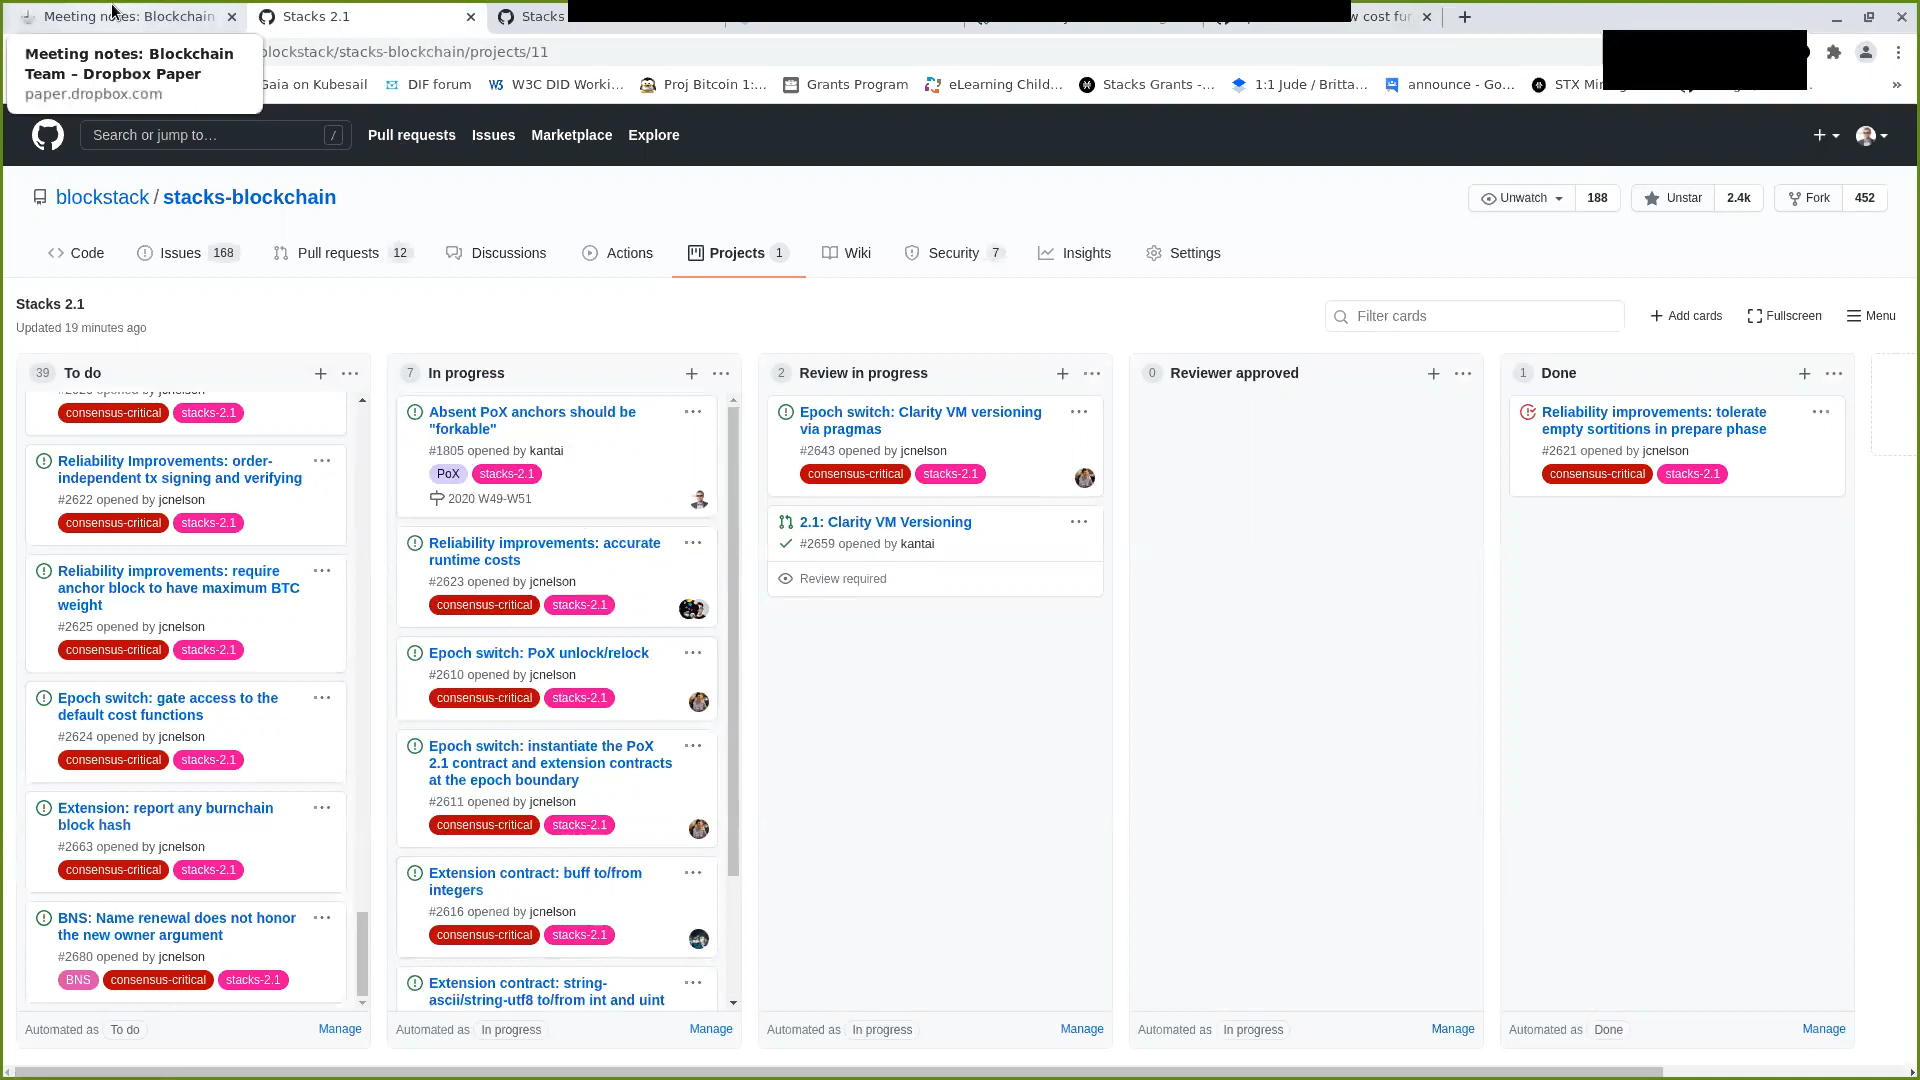 Meeting notes: Blockchain
Stacks 2.1
Stacks
w cost fur
Meeting notes: Blockchain
Team – Dropbox Paper
paper.dropbox.com
blockstack/stacks-blockchain/projects/11
Gaia on Kubesail
DIF forum
W3C DID Worki...
Proj Bitcoin 1:...
Grants Program
eLearning Child...
Stacks Grants -...
1:1 Jude / Britta...
announce - Go...
STX Mi
Search or jump to…
/
Pull requests
Issues
Marketplace
Explore
blockstack / stacks-blockchain
Unwatch 188
Unstar 2.4k
Fork 452
Code
Issues 168
Pull requests 12
Discussions
Actions
Projects 1
Wiki
Security 7
Insights
Settings
Stacks 2.1
Updated 19 minutes ago
Filter cards
Add cards
Fullscreen
Menu
39 To do
consensus-critical stacks-2.1
Reliability Improvements: order-
independent tx signing and verifying
#2622 opened by jcnelson
consensus-critical stacks-2.1
Reliability improvements: require
anchor block to have maximum BTC
weight
#2625 opened by jcnelson
consensus-critical stacks-2.1
Epoch switch: gate access to the
default cost functions
#2624 opened by jcnelson
consensus-critical stacks-2.1
Extension: report any burnchain
block hash
#2663 opened by jcnelson
consensus-critical stacks-2.1
BNS: Name renewal does not honor
the new owner argument
#2680 opened by jcnelson
BNS consensus-critical stacks-2.1
Automated as To do Manage
7 In progress
Absent PoX anchors should be
"forkable"
#1805 opened by kantai
PoX stacks-2.1
2020 W49-W51
Reliability improvements: accurate
runtime costs
#2623 opened by jcnelson
consensus-critical stacks-2.1
Epoch switch: PoX unlock/relock
#2610 opened by jcnelson
consensus-critical stacks-2.1
Epoch switch: instantiate the PoX
2.1 contract and extension contracts
at the epoch boundary
#2611 opened by jcnelson
consensus-critical stacks-2.1
Extension contract: buff to/from
integers
#2616 opened by jcnelson
consensus-critical stacks-2.1
Extension contract: string-
ascii/string-utf8 to/from int and uint
Automated as In progress Manage
2 Review in progress
Epoch switch: Clarity VM versioning
via pragmas
#2643 opened by jcnelson
consensus-critical stacks-2.1
2.1: Clarity VM Versioning
#2659 opened by kantai
Review required
Automated as In progress Manage
0 Reviewer approved
Automated as In progress Manage
1 Done
Reliability improvements: tolerate
empty sortitions in prepare phase
#2621 opened by jcnelson
consensus-critical stacks-2.1
Automated as Done Manage